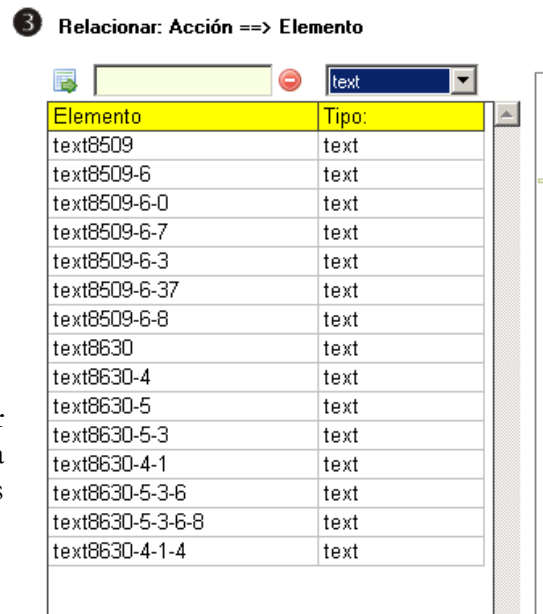 3 Relacionar: Acción ==> Elemento
text
Elemento Tipo:
text8509 text
text8509-6 text
text8509-6-0 text
text8509-6-7 text
text8509-6-3 text
text8509-6-37 text
text8509-6-8 text
text8630 text
text8630-4 text
text8630-5 text
text8630-5-3 text
text8630-4-1 text
text8630-5-3-6 text
text8630-5-3-6-8 text
text8630-4-1-4 text